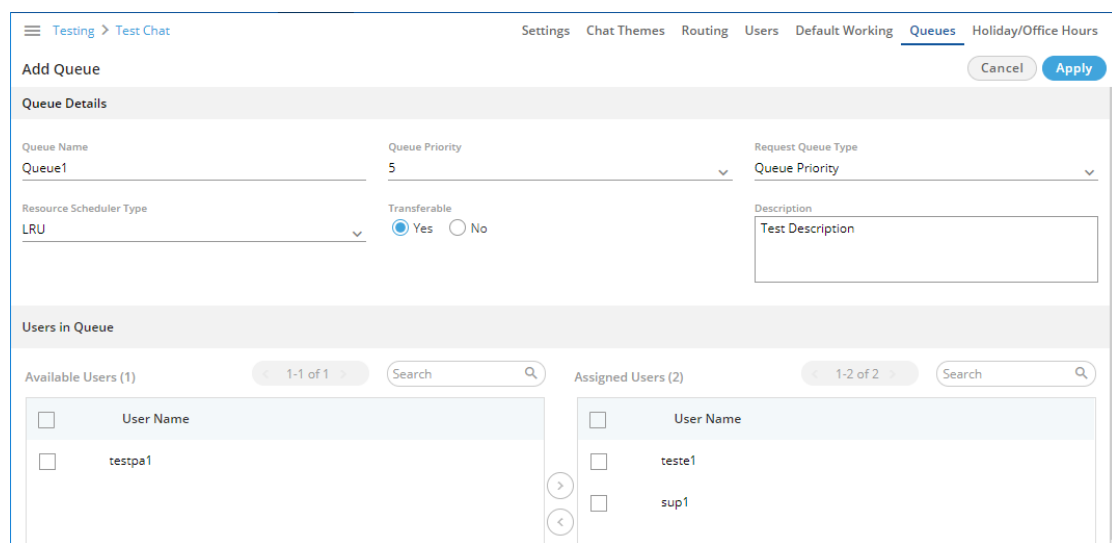 Testing > Test Chat
Settings Chat Themes Routing Users Default Working Queues Holiday/Office Hours
Add Queue
Cancel Apply
Queue Details
Queue Name Queue Priority Request Queue Type
Queue1 5 Queue Priority
Resource Scheduler Type Transferable Description
LRU Yes No Test Description
Users in Queue
Available Users (1) < 1-1 of 1 > Search Assigned Users (2) < 1-2 of 2 > Search
User Name User Name
testpa1 teste1
sup1